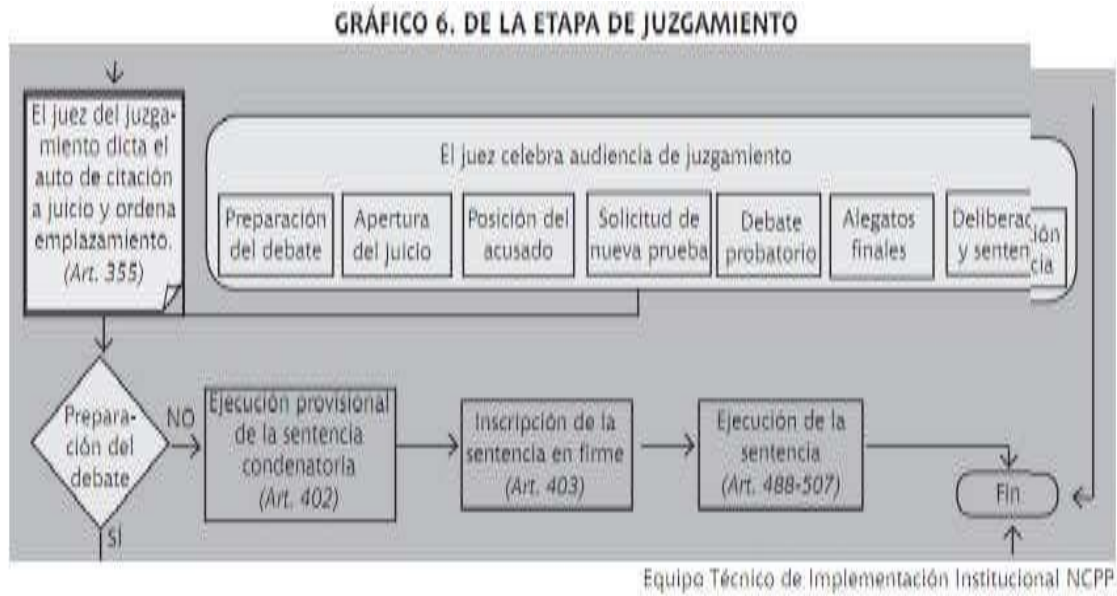 GRÁFICO 6. DE LA ETAPA DE JUZGAMIENTO
El juez del juzga-
miento dicta el
auto de citación
a juicio y ordena
emplazamiento.
(Art. 355)
El juez celebra audiencia de juzgamiento
Preparación
del debate
Apertura
del juicio
Posición del
acusado
Solicitud de
nueva prueba
Debate
probatorio
Alegatos
finales
Deliberación
y sentencia
Prepara-
ción del
debate
NO
SI
Ejecución provisional
de la sentencia
condenatoria
(Art. 402)
Inscripción de la
sentencia en firme
(Art. 403)
Ejecución de la
sentencia
(Art. 488-507)
Fin
Equipo Técnico de Implementación Institucional NCPP